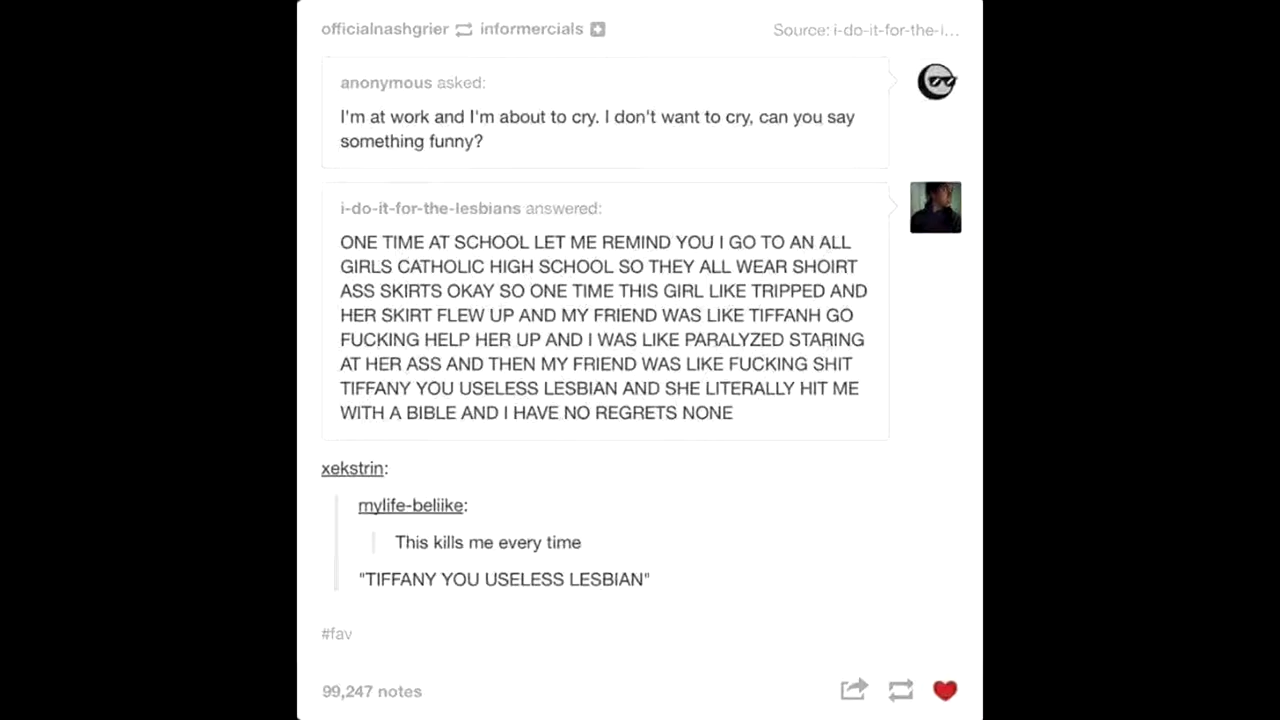 officialnashgrier informercials
Source: i-do-it-for-the-l...
anonymous asked:
I'm at work and I'm about to cry. I don't want to cry, can you say
something funny?
i-do-it-for-the-lesbians answered:
ONE TIME AT SCHOOL LET ME REMIND YOU I GO TO AN ALL
GIRLS CATHOLIC HIGH SCHOOL SO THEY ALL WEAR SHOIRT
ASS SKIRTS OKAY SO ONE TIME THIS GIRL LIKE TRIPPED AND
HER SKIRT FLEW UP AND MY FRIEND WAS LIKE TIFFANH GO
FUCKING HELP HER UP AND I WAS LIKE PARALYZED STARING
AT HER ASS AND THEN MY FRIEND WAS LIKE FUCKING SHIT
TIFFANY YOU USELESS LESBIAN AND SHE LITERALLY HIT ME
WITH A BIBLE AND I HAVE NO REGRETS NONE
xekstrin:
mylife-beliike:
This kills me every time
"TIFFANY YOU USELESS LESBIAN"
#fav
99,247 notes